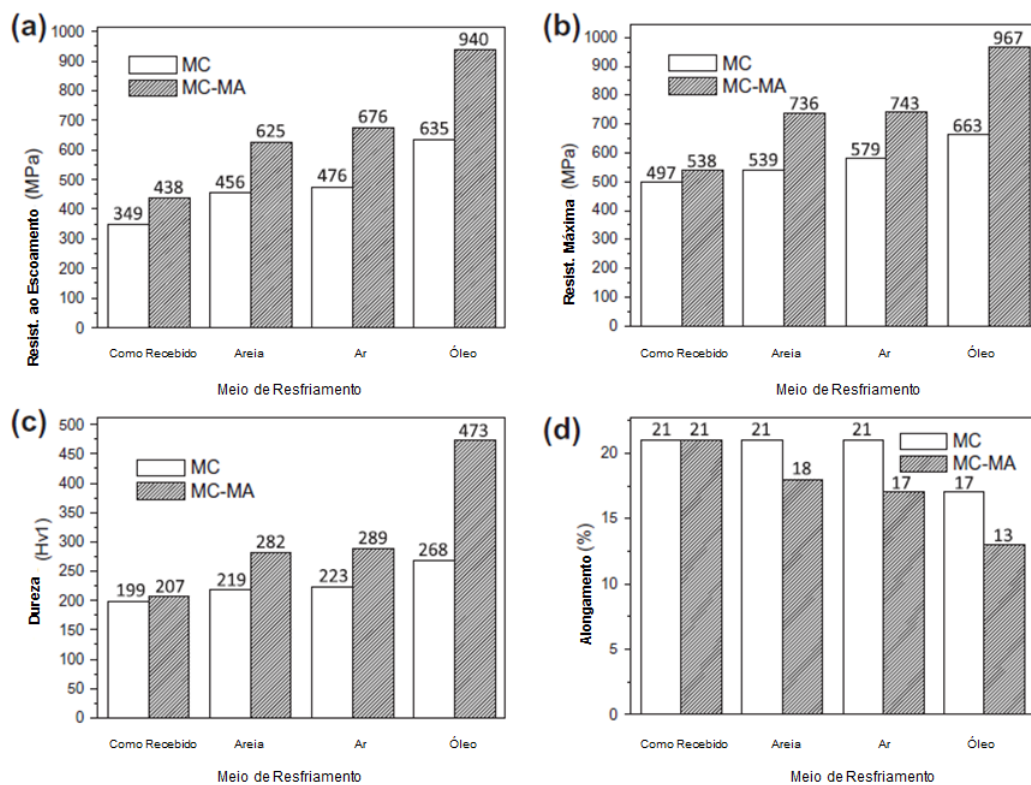 (a)
MC
MC-MA
1000
900
800
700
600
500
400
300
200
100
0
349
438
456
625
476
676
635
940
Resist. ao Escoamento (MPa)
Como Recebido
Areia
Ar
Óleo
Meio de Resfriamento
(b)
MC
MC-MA
1000
900
800
700
600
500
400
300
200
100
0
497
538
539
736
579
743
663
967
Resist. Máxima (MPa)
Como Recebido
Areia
Ar
Óleo
Meio de Resfriamento
(c)
MC
MC-MA
500
450
400
350
300
250
200
150
100
50
0
199
207
219
282
223
289
268
473
Dureza (Hv1)
Como Recebido
Areia
Ar
Óleo
Meio de Resfriamento
(d)
MC
MC-MA
20
15
10
5
0
21
21
21
18
21
17
17
13
Alongamento (%)
Como Recebido
Areia
Ar
Óleo
Meio de Resfriamento